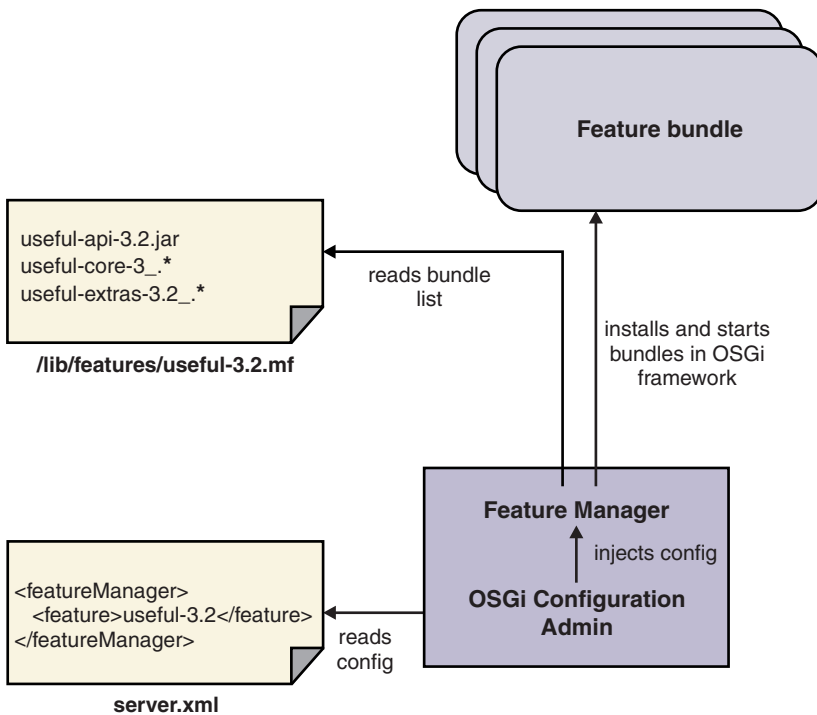 Feature bundle
useful-api-3.2.jar
useful-core-3_.*
useful-extras-3.2_.*
/lib/features/useful-3.2.mf
reads bundle
list
installs and starts
bundles in OSGi
framework
Feature Manager
injects config
OSGi Configuration
Admin
<featureManager>
<feature>useful-3.2</feature>
</featureManager>
reads
config
server.xml